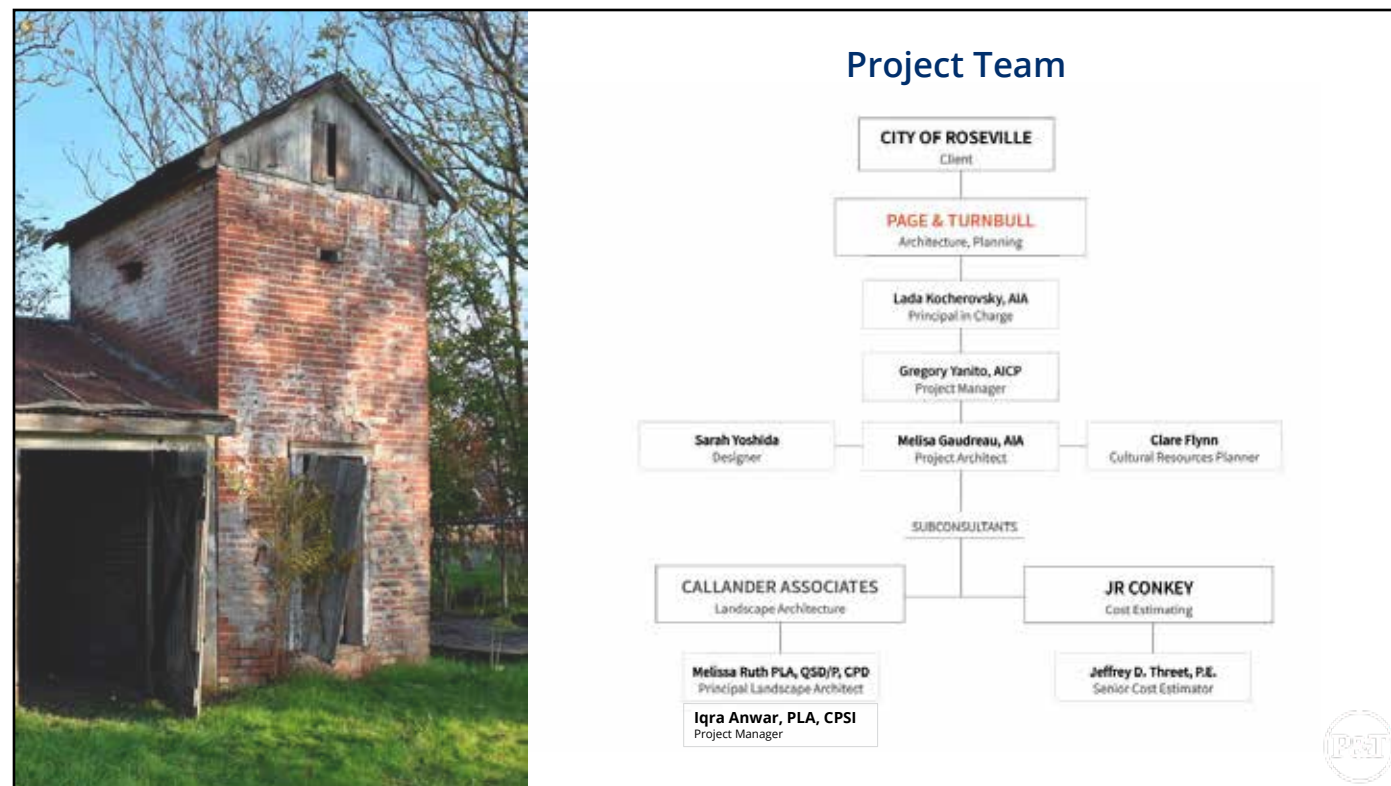 Project Team
CITY OF ROSEVILLE
Client
PAGE & TURNBULL
Architecture, Planning
Lada Kocherovsky, AIA
Principal in Charge
Gregory Yanito, AICP
Project Manager
Sarah Yoshida
Designer
Melisa Gaudreau, AIA
Project Architect
Clare Flynn
Cultural Resources Planner
SUBCONSULTANTS
CALLANDER ASSOCIATES
Landscape Architecture
JR CONKEY
Cost Estimating
Melissa Ruth PLA, QSD/P, CPD
Principal Landscape Architect
Jeffrey D. Threet, P.E.
Senior Cost Estimator
Iqra Anwar, PLA, CPSI
Project Manager
P&T